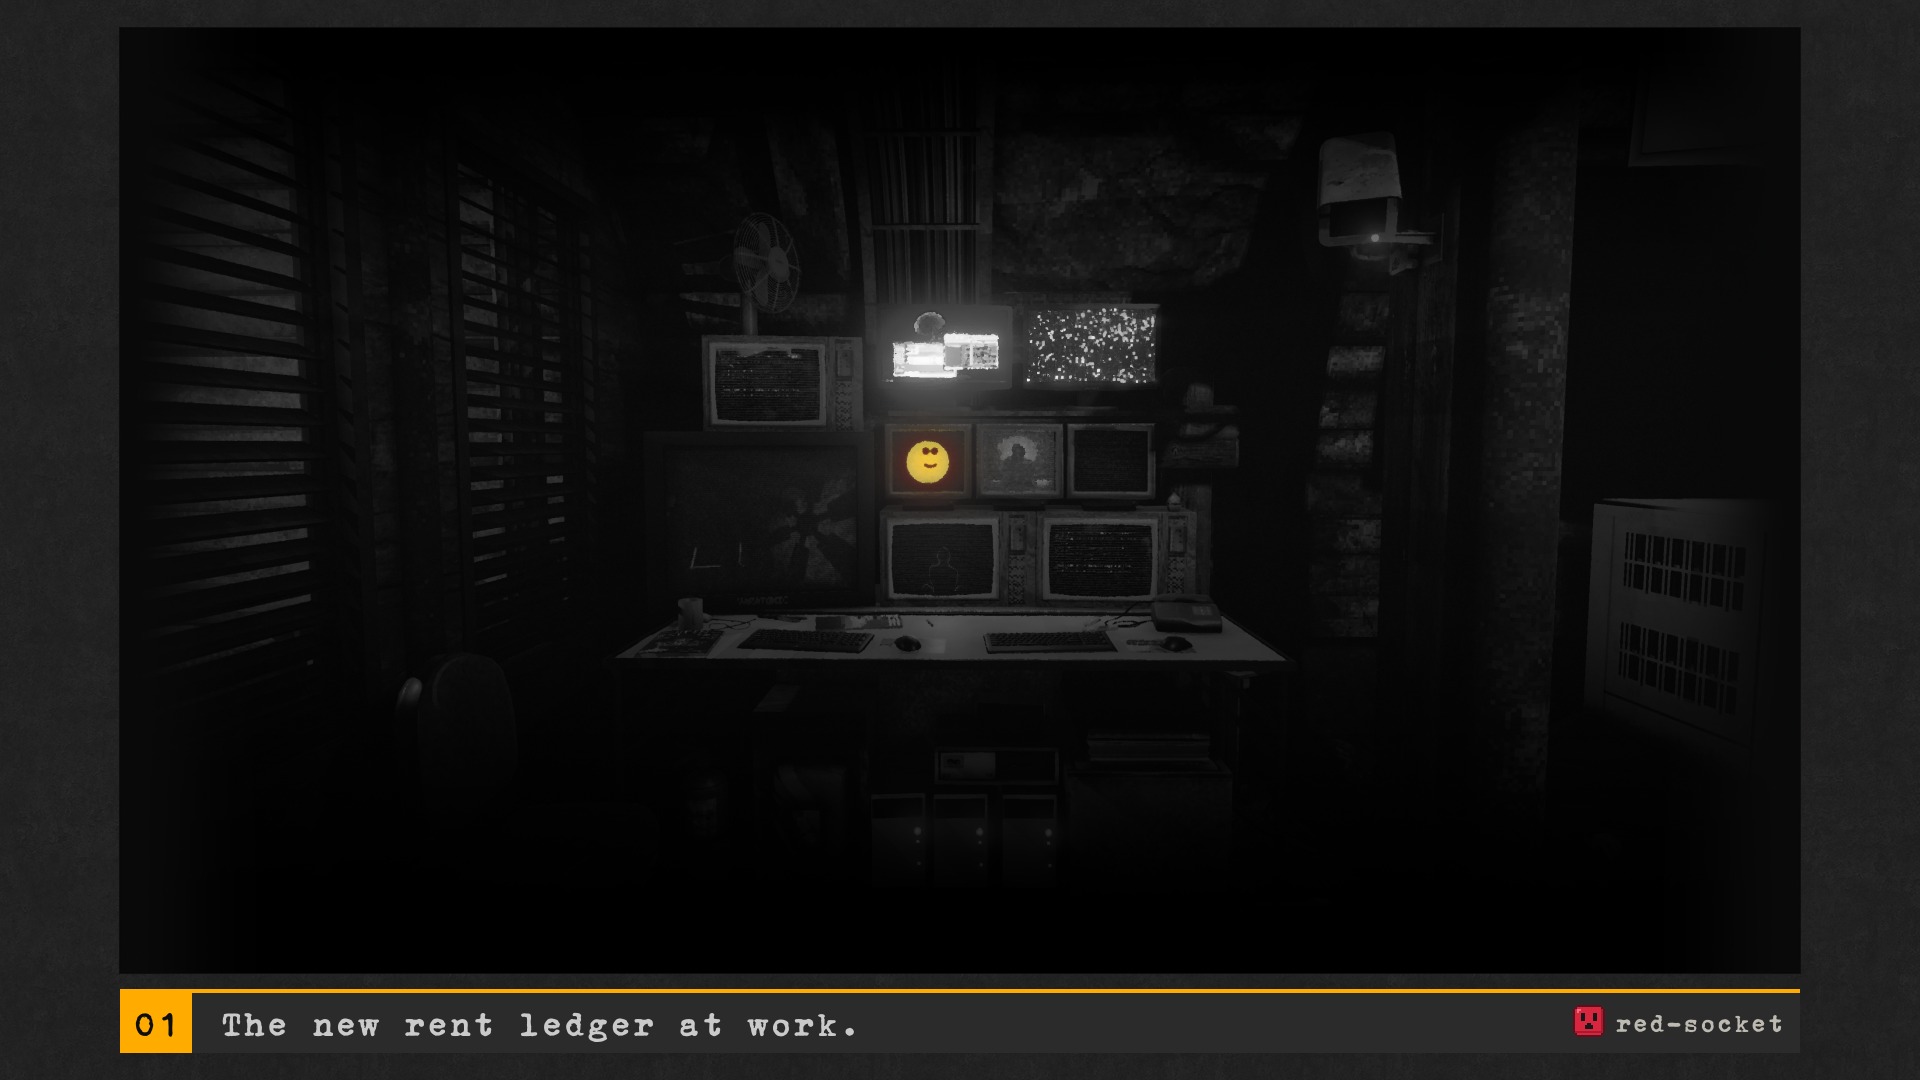 01
The new rent ledger at work.
red-socket